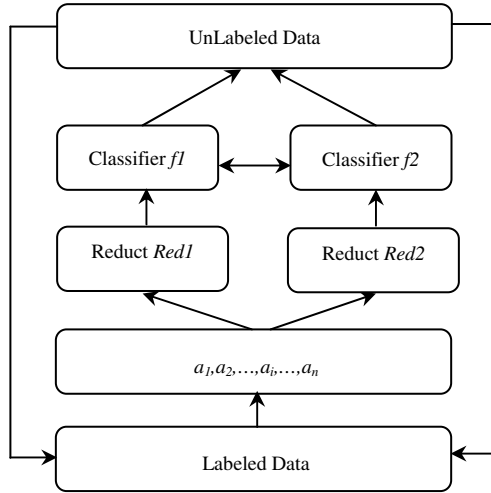 UnLabeled Data
Classifier f1
Classifier f2
Reduct Red1
Reduct Red2
a1,a2,…,ai,…,an
Labeled Data